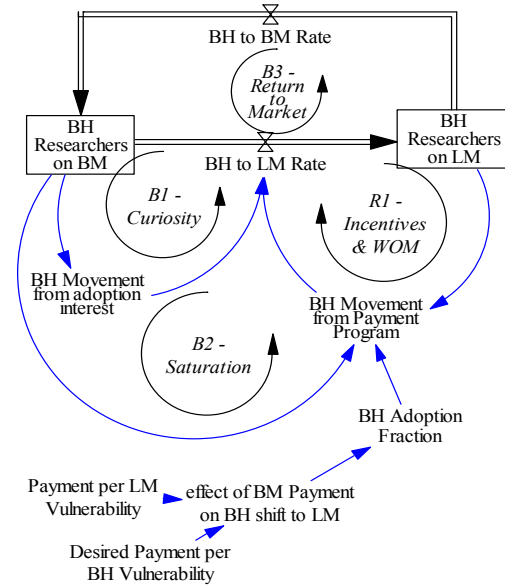 BH to BM Rate
B3 -
Return
to
Market
BH
Researchers
on BM
BH
Researchers
on LM
BH to LM Rate
B1 -
Curiosity
R1 -
Incentives
& WOM
BH Movement
from adoption
interest
BH Movement
from Payment
Program
B2 -
Saturation
BH Adoption
Fraction
Payment per LM
Vulnerability
effect of BM Payment
on BH shift to LM
Desired Payment per
BH Vulnerability